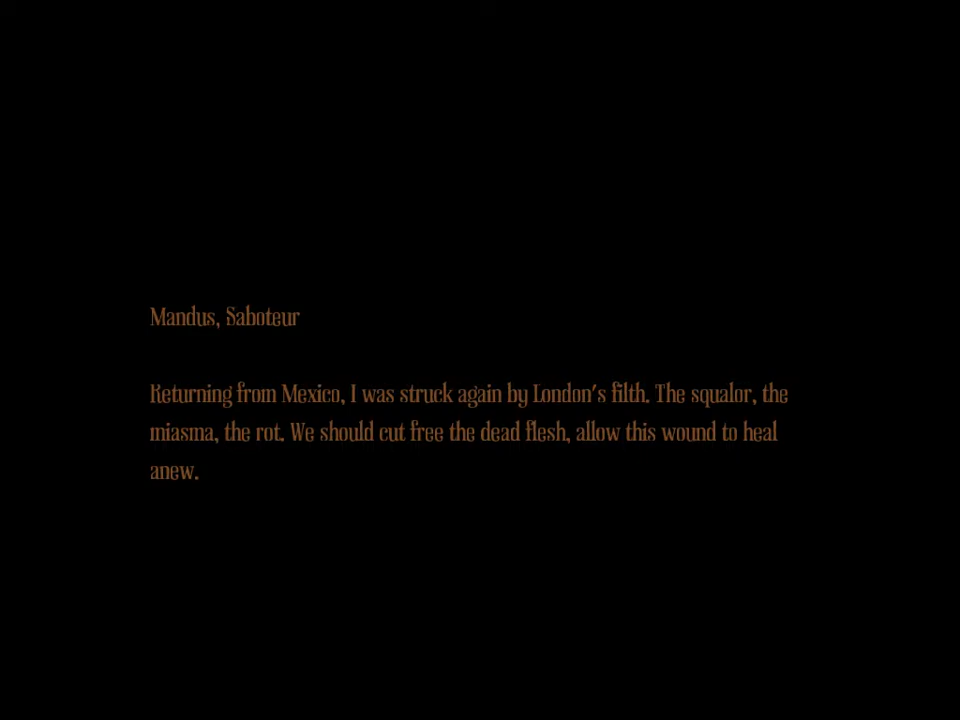 Mandus, Saboteur
Returning from Mexico, I was struck again by London's filth. The squalor, the
miasma, the rot. We should cut free the dead flesh, allow this wound to heal
anew.